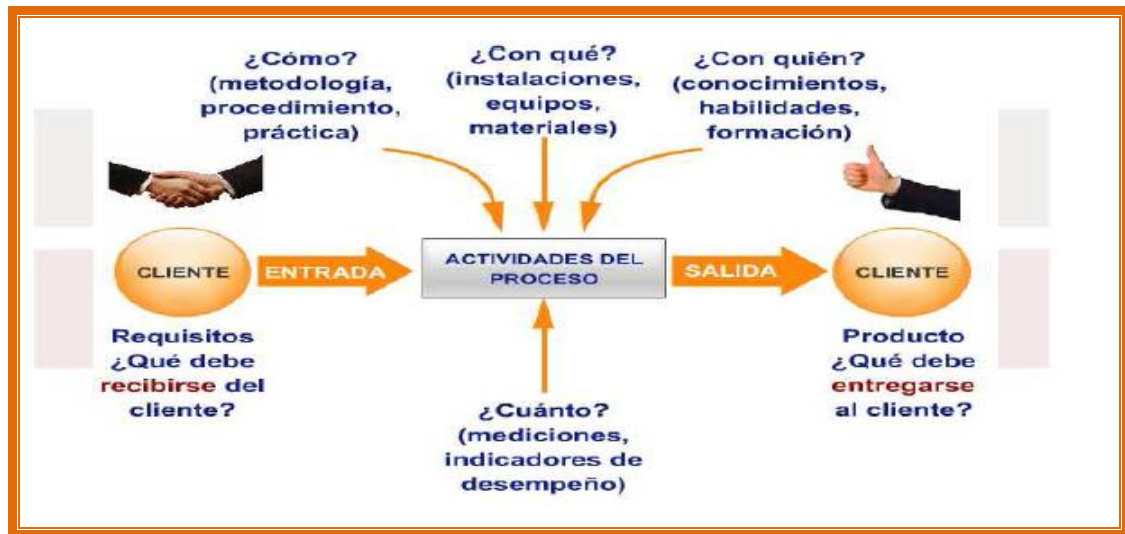 ¿Cómo?
(metodología,
procedimiento,
práctica)
¿Con qué?
(instalaciones,
equipos,
materiales)
¿Con quién?
(conocimientos,
habilidades,
formación)
CLIENTE
ENTRADA
ACTIVIDADES DEL
PROCESO
SALIDA
CLIENTE
Requisitos
¿Qué debe
recibirse del
cliente?
Producto
¿Qué debe
entregarse
al cliente?
¿Cuánto?
(mediciones,
indicadores de
desempeño)